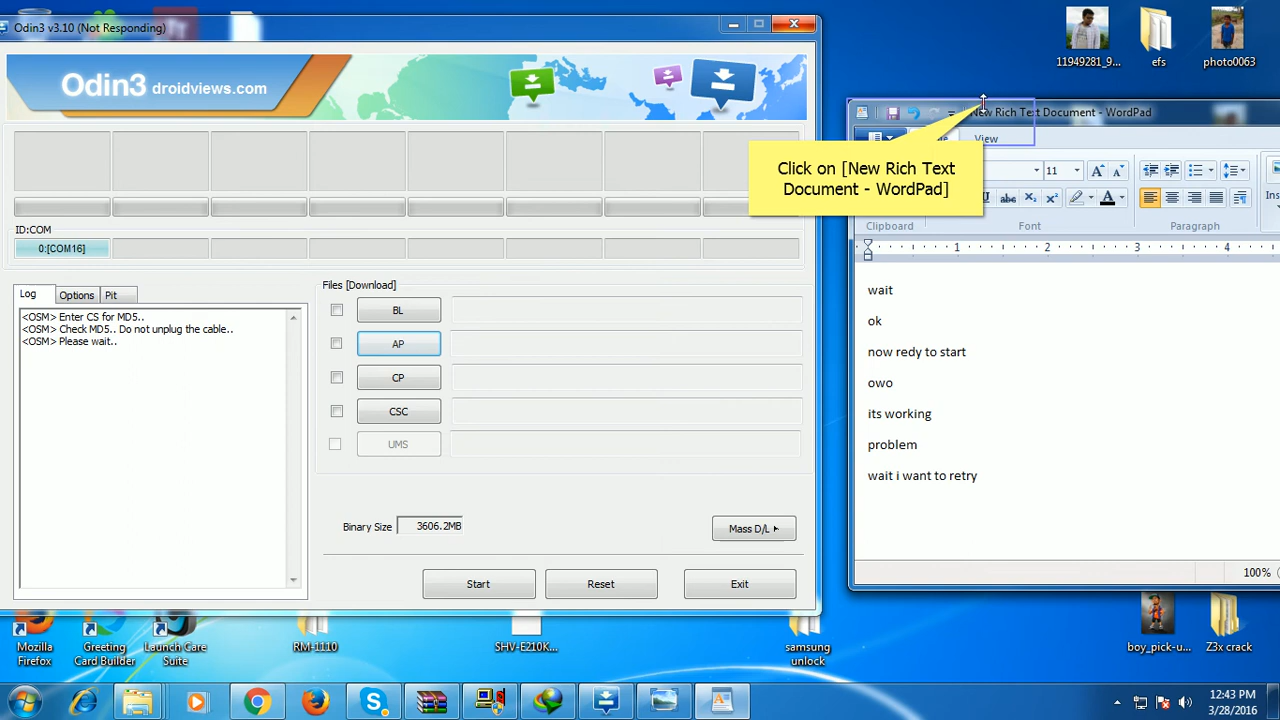 Odin3 v3.10 (Not Responding)
Odin3 droidviews.com
ID:COM
0:[COM16]
Log
Options
Pit
<OSM> Enter CS for MD5..
<OSM> Check MD5.. Do not unplug the cable..
<OSM> Please wait..
Files [Download]
BL
AP
CP
CSC
UMS
Binary Size
3606.2MB
Mass D/L
Start
Reset
Exit
11949281_9...
efs
photo0063
New Rich Text Document - WordPad
View
Click on [New Rich Text
Document - WordPad]
11
Clipboard
Font
Paragraph
Ins
1 2 3 4
wait
ok
now redy to start
owo
its working
problem
wait i want to retry
100%
Mozilla
Firefox
Greeting
Card Builder
Launch Care
Suite
RM-1110
SHV-E210K...
samsung
unlock
boy_pick-u...
Z3x crack
12:43 PM
3/28/2016